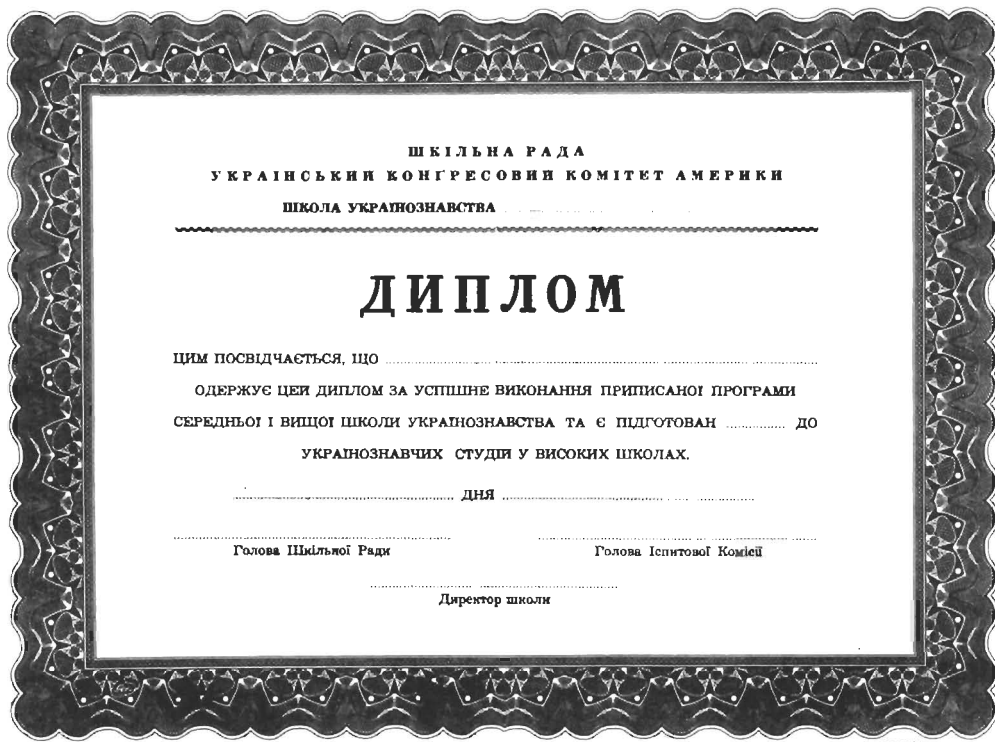 ШКІЛЬНА РАДА
УКРАЇНСЬКИЙ КОНҐРЕСОВИЙ КОМІТЕТ АМЕРИКИ
ШКОЛА УКРАЇНОЗНАВСТВА
ДИПЛОМ
ЦИМ ПОСВІДЧАЄТЬСЯ, ЩО
ОДЕРЖУЄ ЦЕЙ ДИПЛОМ ЗА УСПІШНЕ ВИКОНАННЯ ПРИПИСАНОЇ ПРОГРАМИ
СЕРЕДНЬОЇ І ВИЩОЇ ШКОЛИ УКРАЇНОЗНАВСТВА ТА Є ПІДГОТОВАН ............... ДО
УКРАЇНОЗНАВЧИХ СТУДІЙ У ВИСОКИХ ШКОЛАХ.
ДНЯ
Голова Шкільної Ради Голова Іспитової Комісії
Директор школи